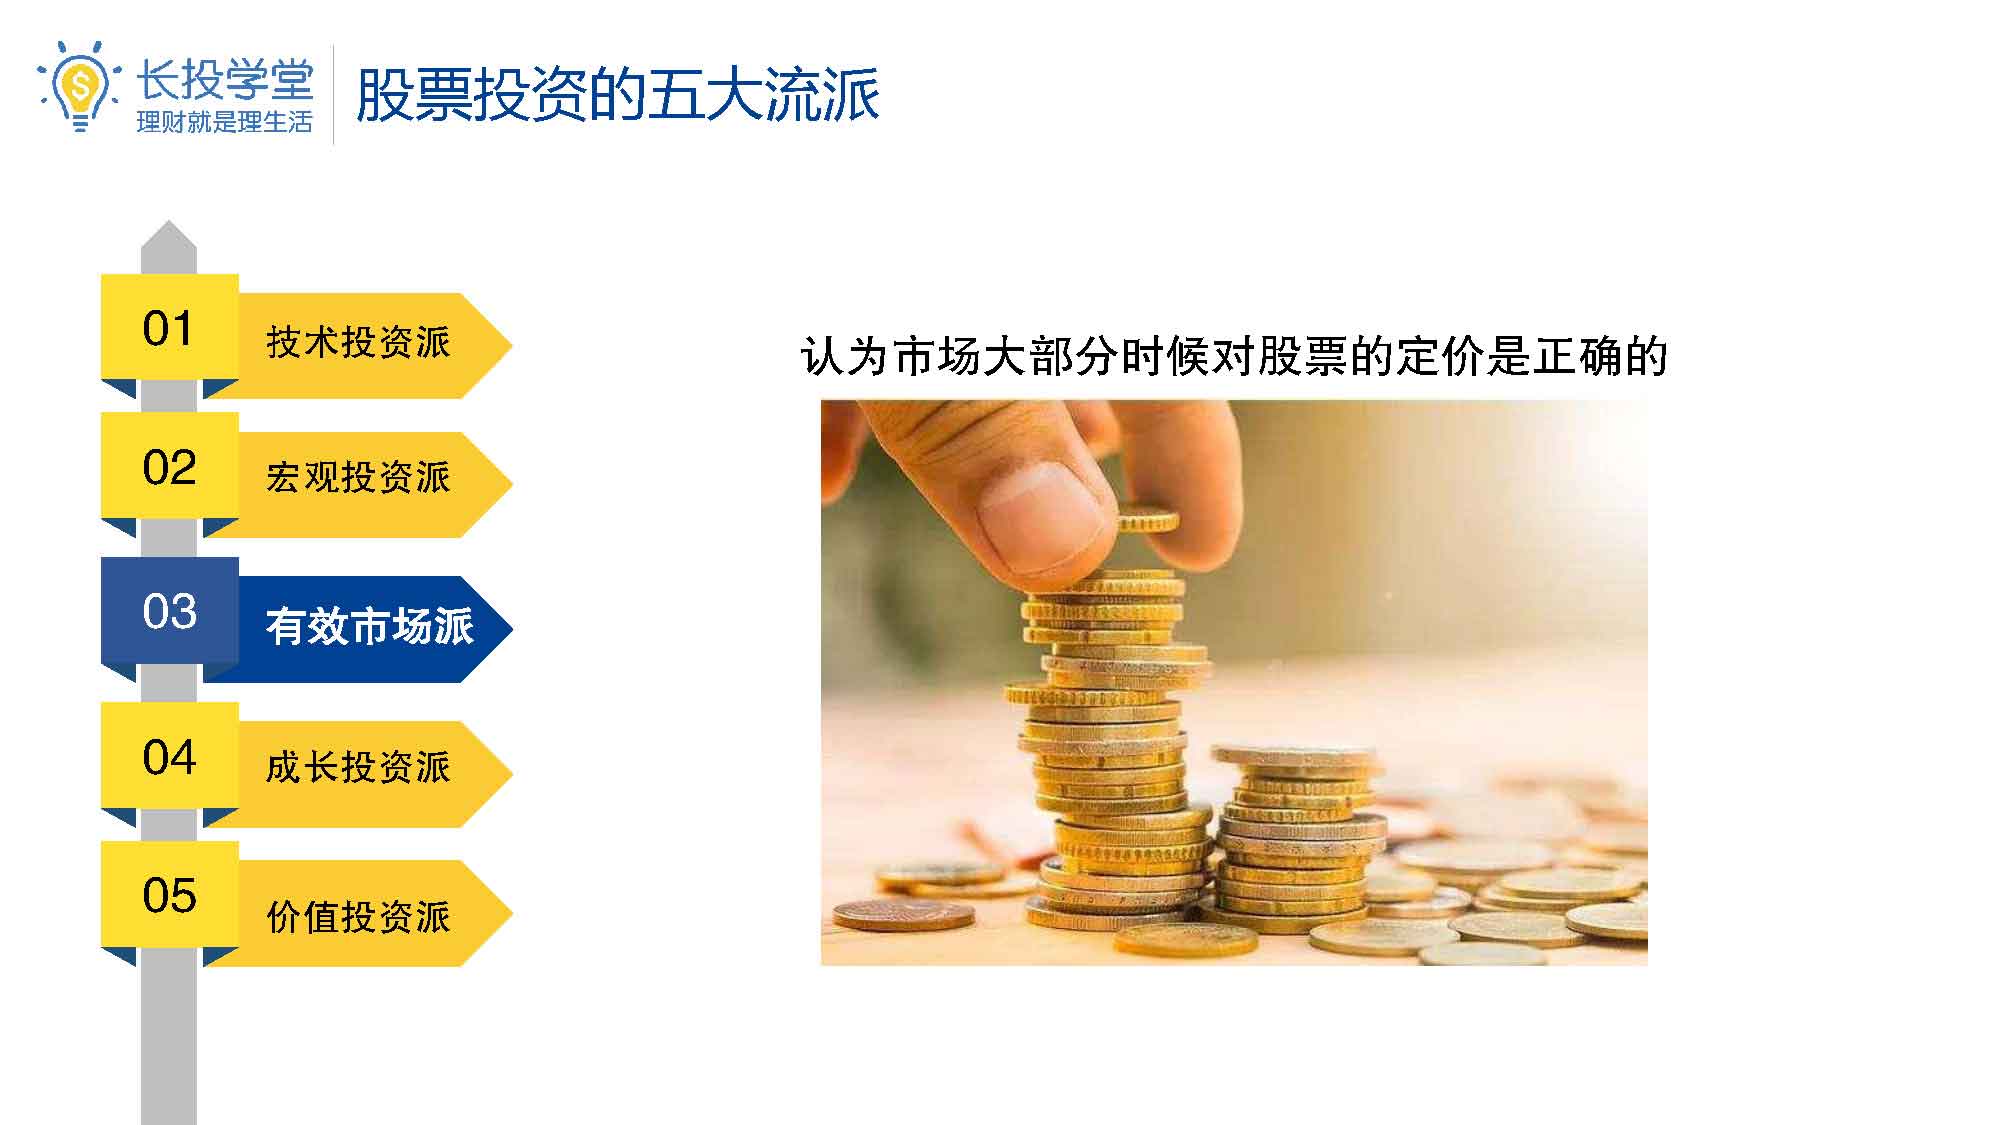 长投学堂
理财就是理生活
股票投资的五大流派
01
技术投资派
02
宏观投资派
03
有效市场派
04
成长投资派
05
价值投资派
认为市场大部分时候对股票的定价是正确的